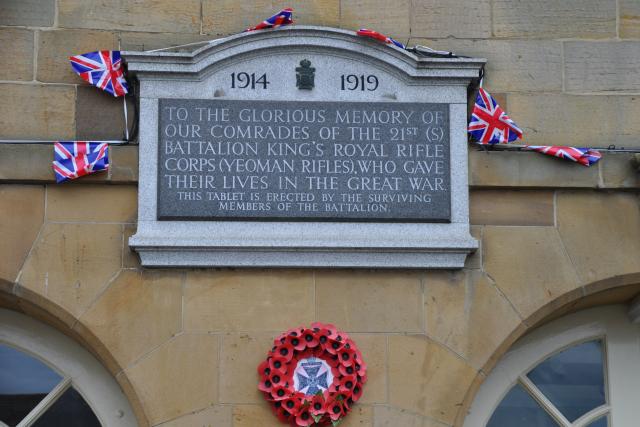 1914 1919
TO THE GLORIOUS MEMORY OF
OUR COMRADES OF THE 21ST (S)
BATTALION KING'S ROYAL RIFLE
CORPS (YEOMAN RIFLES), WHO GAVE
THEIR LIVES IN THE GREAT WAR
THIS TABLET IS ERECTED BY THE SURVIVING
MEMBERS OF THE BATTALION.